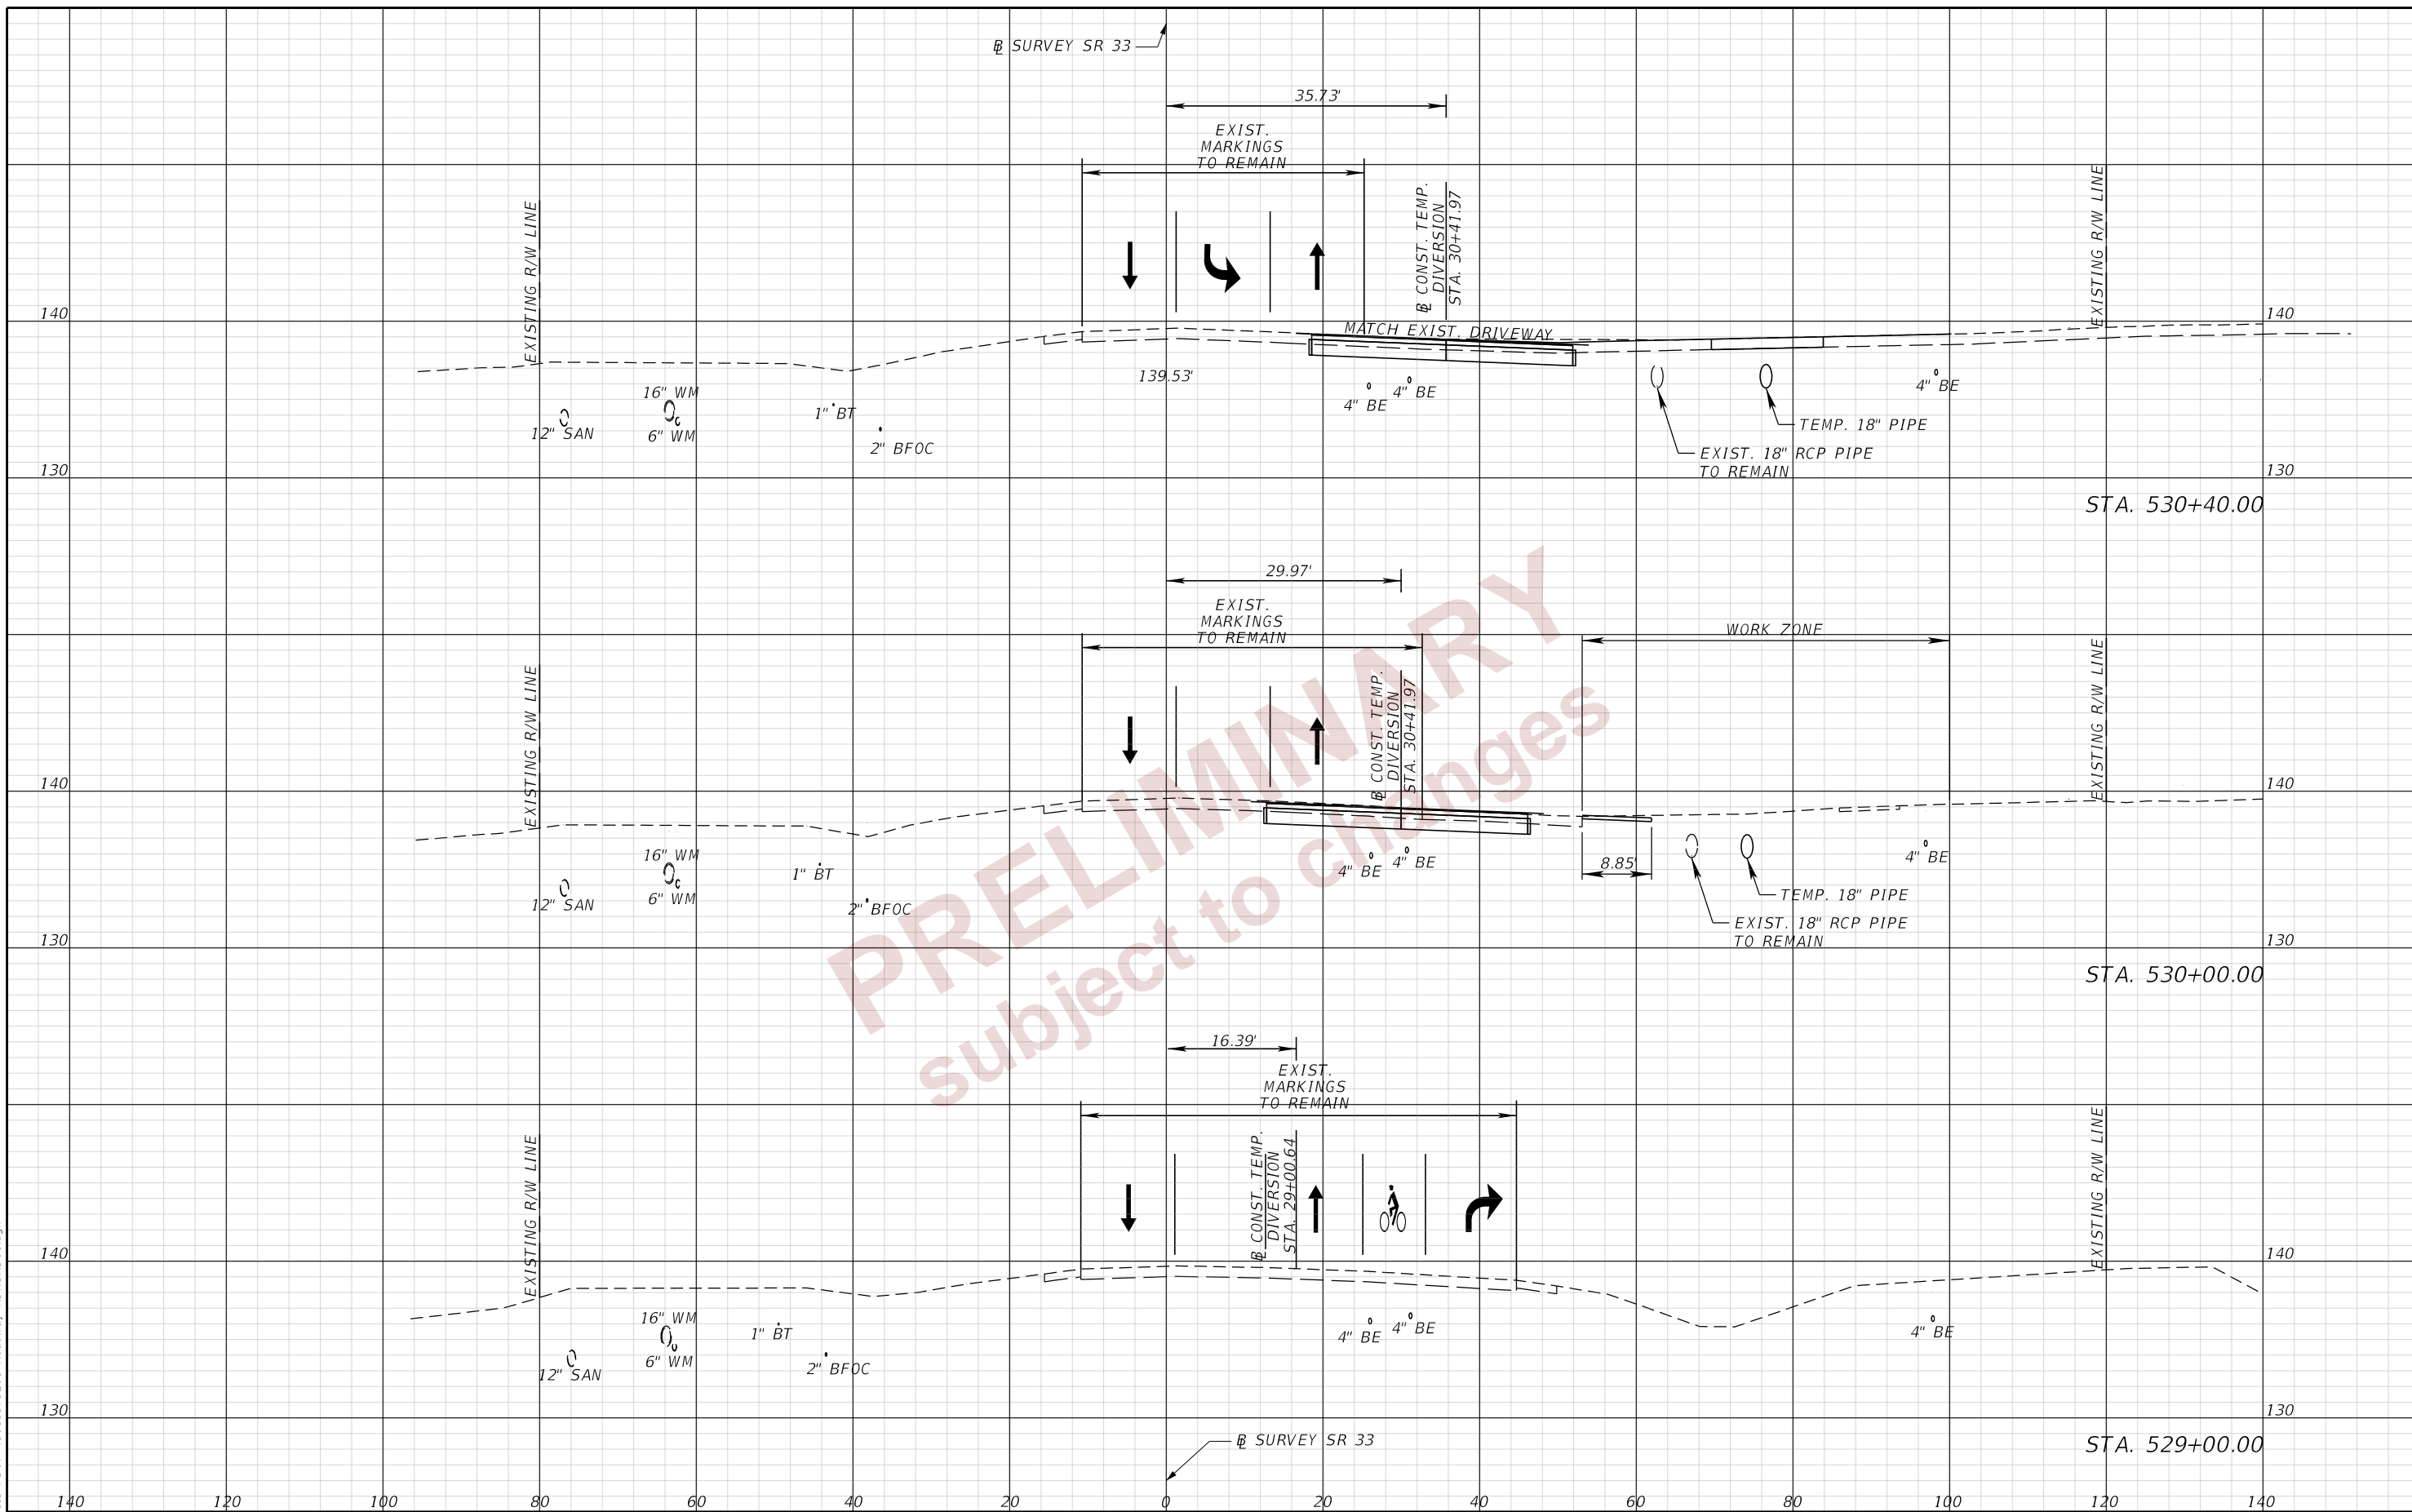 ℄ SURVEY SR 33
35.73'
EXIST.
MARKINGS
TO REMAIN
EXISTING R/W LINE
℄ CONST. TEMP.
DIVERSION
STA. 30+41.97
EXISTING R/W LINE
140
MATCH EXIST. DRIVEWAY
140
139.53'
16" WM
12" SAN
6" WM
1" BT
2" BFOC
4" BE
4" BE
4" BE
TEMP. 18" PIPE
EXIST. 18" RCP PIPE
TO REMAIN
130
130
STA. 530+40.00
29.97'
EXIST.
MARKINGS
TO REMAIN
WORK ZONE
EXISTING R/W LINE
℄ CONST. TEMP.
DIVERSION
STA. 30+41.97
EXISTING R/W LINE
140
140
16" WM
12" SAN
6" WM
1" BT
2" BFOC
4" BE
4" BE
8.85'
4" BE
TEMP. 18" PIPE
EXIST. 18" RCP PIPE
TO REMAIN
130
130
STA. 530+00.00
PRELIMINARY
subject to changes
16.39'
EXIST.
MARKINGS
TO REMAIN
EXISTING R/W LINE
℄ CONST. TEMP.
DIVERSION
STA. 29+00.64
EXISTING R/W LINE
140
140
16" WM
12" SAN
6" WM
1" BT
2" BFOC
4" BE
4" BE
4" BE
130
130
℄ SURVEY SR 33
STA. 529+00.00
140 120 100 80 60 40 20 0 20 40 60 80 100 120 140